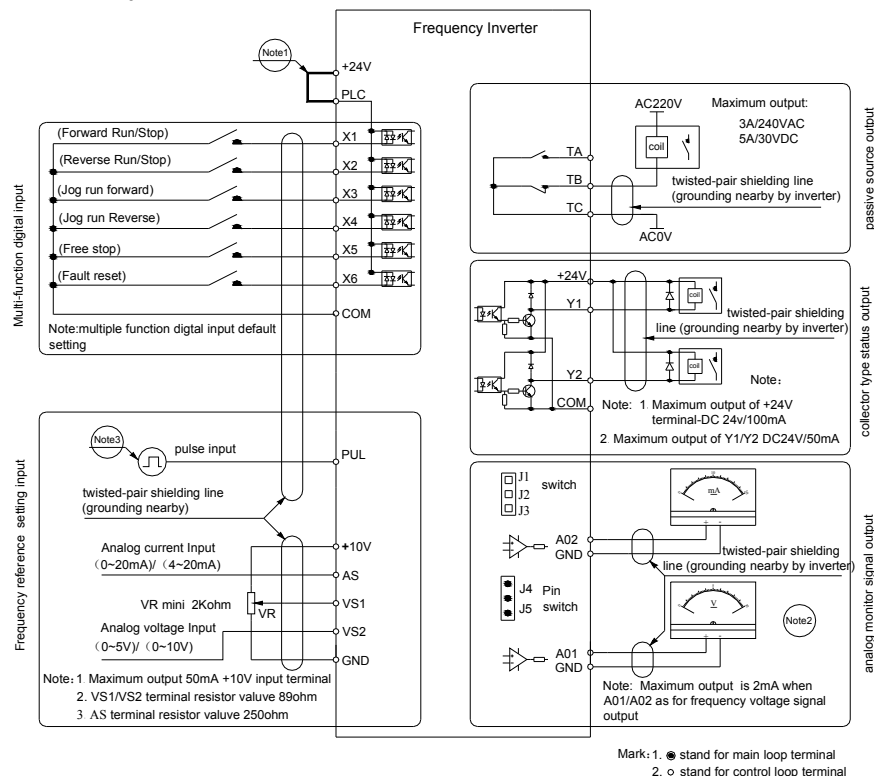 Frequency Inverter
Note1
+24V
PLC
Multi-function digital input
(Forward Run/Stop)
X1
(Reverse Run/Stop)
X2
(Jog run forward)
X3
(Jog run Reverse)
X4
(Free stop)
X5
(Fault reset)
X6
COM
Note:multiple function digtal input default
setting
Frequency reference setting input
Note3
pulse input
PUL
twisted-pair shielding line
(grounding nearby)
+10V
Analog current Input
（0~20mA)/（4~20mA)
AS
VR mini 2Kohm
VR
VS1
Analog voltage Input
（0~5V)/（0~10V）
VS2
GND
Note: 1. Maximum output 50mA +10V input terminal
2. VS1/VS2 terminal resistor valuve 89ohm
3. AS terminal resistor valuve 250ohm
passive source output
AC220V
Maximum output:
3A/240VAC
5A/30VDC
coil
TA
TB
TC
twisted-pair shielding line
(grounding nearby by inverter)
AC0V
collector type status output
+24V
Y1
coil
twisted-pair shielding
line (grounding nearby by inverter)
Y2
coil
Note：
COM
Note: 1. Maximum output of +24V
terminal-DC 24v/100mA
2. Maximum output of Y1/Y2 DC24V/50mA
analog monitor signal output
J1
J2
J3
switch
mA
+ -
A02
GND
twisted-pair shielding
line (grounding nearby by inverter)
J4
J5
Pin
switch
V
+ -
Note2
A01
GND
Note: Maximum output is 2mA when
A01/A02 as for frequency voltage signal
output
Mark: 1. stand for main loop terminal
2. stand for control loop terminal